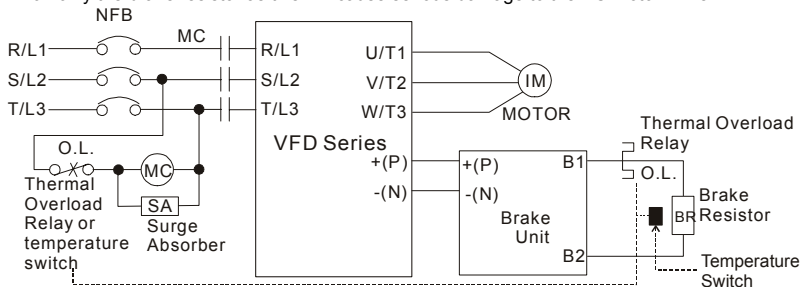 NFB
MC
R/L1
R/L1
S/L2
S/L2
T/L3
T/L3
VFD Series
U/T1
V/T2
W/T3
IM
MOTOR
O.L.
MC
SA
Surge
Absorber
Thermal
Overload
Relay or
temperature
switch
+(P)
-(N)
+(P)
-(N)
Brake
Unit
B1
B2
Thermal Overload
Relay
O.L.
BR
Brake
Resistor
Temperature
Switch